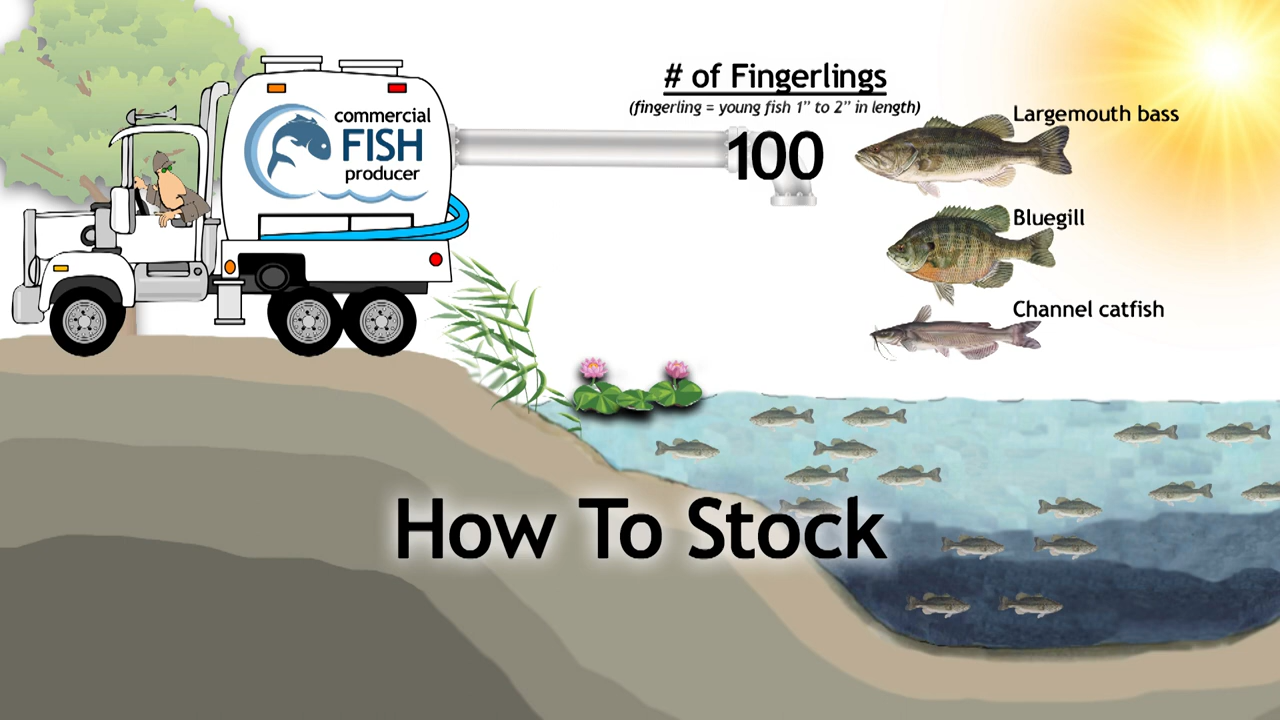 commercial
FISH
producer
# of Fingerlings
(fingerling = young fish 1” to 2” in length)
100
Largemouth bass
Bluegill
Channel catfish
How To Stock